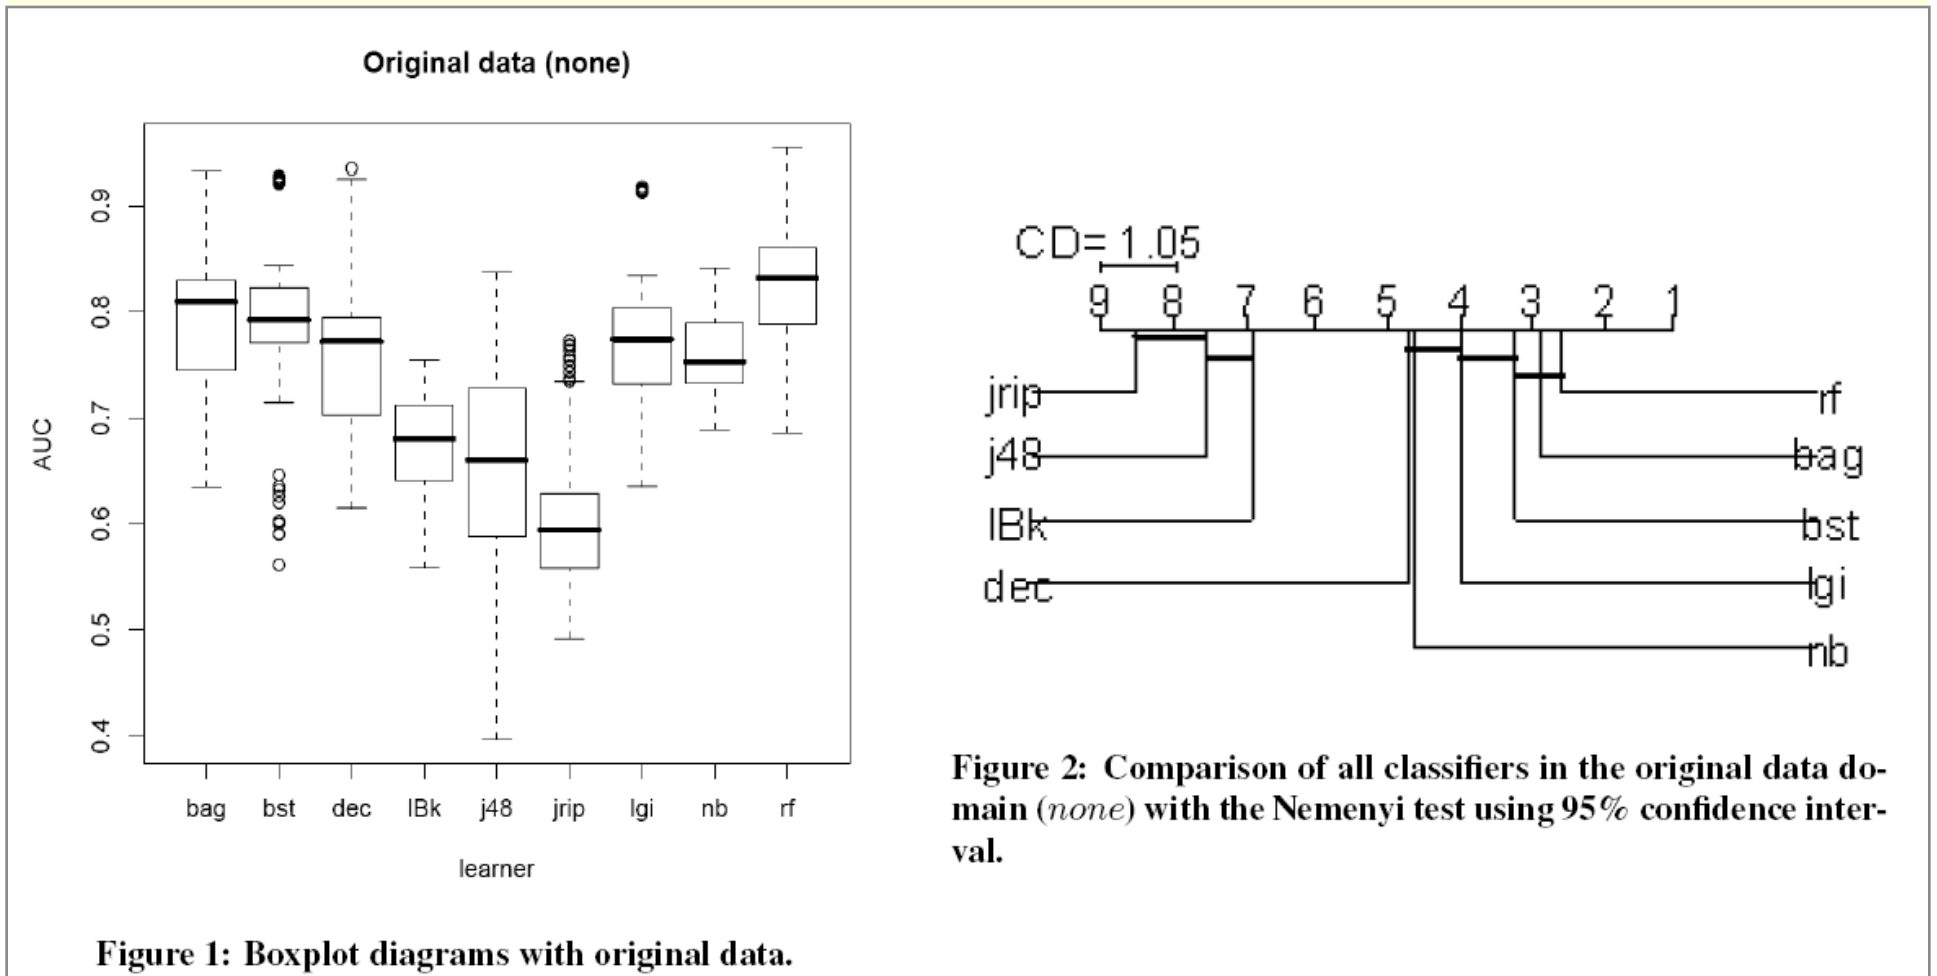 Original data (none)
0.9
0.8
0.7
0.6
0.5
0.4
AUC
bag bst dec IBk j48 jrip lgi nb rf
learner
Figure 1: Boxplot diagrams with original data.
CD= 1.05
9 8 7 6 5 4 3 2 1
jrip rf
j48 bag
IBk bst
dec lgi
nb
Figure 2: Comparison of all classifiers in the original data do-
main (none) with the Nemenyi test using 95% confidence inter-
val.